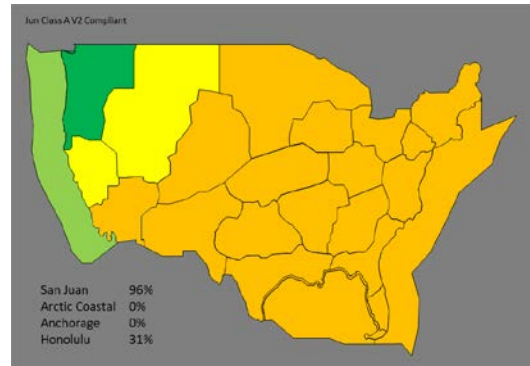 Jun Class A V2 Compliant
San Juan 96%
Arctic Coastal 0%
Anchorage 0%
Honolulu 31%